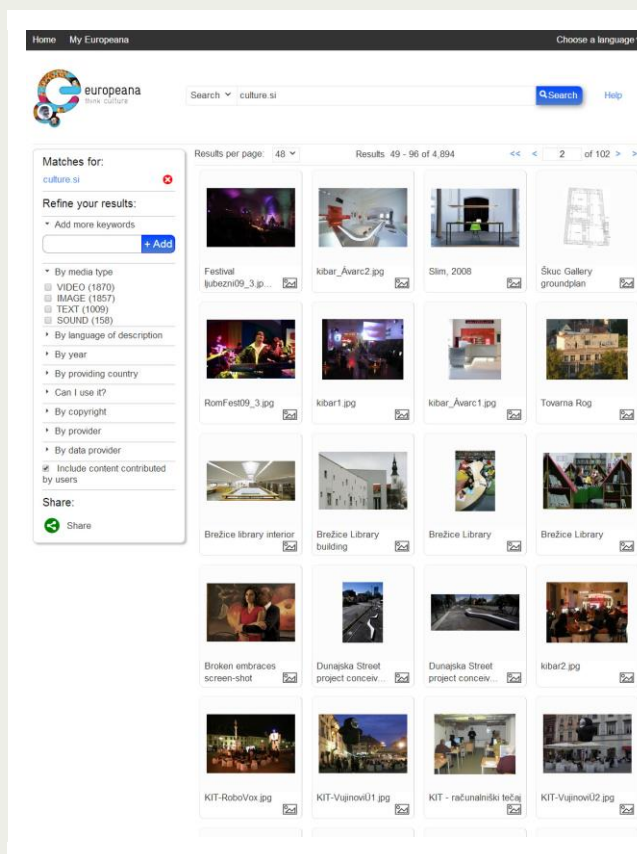 Home My Europeana Choose a language
europeana
think culture
Search culture.si Search Help
Matches for:
culture.si
Refine your results:
Add more keywords
+ Add
By media type
VIDEO (1870)
IMAGE (1857)
TEXT (1009)
SOUND (158)
By language of description
By year
By providing country
Can I use it?
By copyright
By provider
By data provider
Include content contributed
by users
Share:
Share
Results per page: 48 Results 49 - 96 of 4,894 << < 2 of 102 > >
Festival
ljubezni09_3.jp...
kibar_Åvarc2.jpg
Slim, 2008
Škuc Gallery
groundplan
RomFest09_3.jpg
kibar1.jpg
kibar_Åvarc1.jpg
Tovarna Rog
Brežice library interior
Brežice Library
building
Brežice Library
Brežice Library
Broken embraces
screen-shot
Dunajska Street
project conceiv...
Dunajska Street
project conceiv...
kibar2.jpg
KIT-RoboVox.jpg
KIT-VujinoviÜ1.jpg
KIT - računalniški tečaj
KIT-VujinoviÜ2.jpg